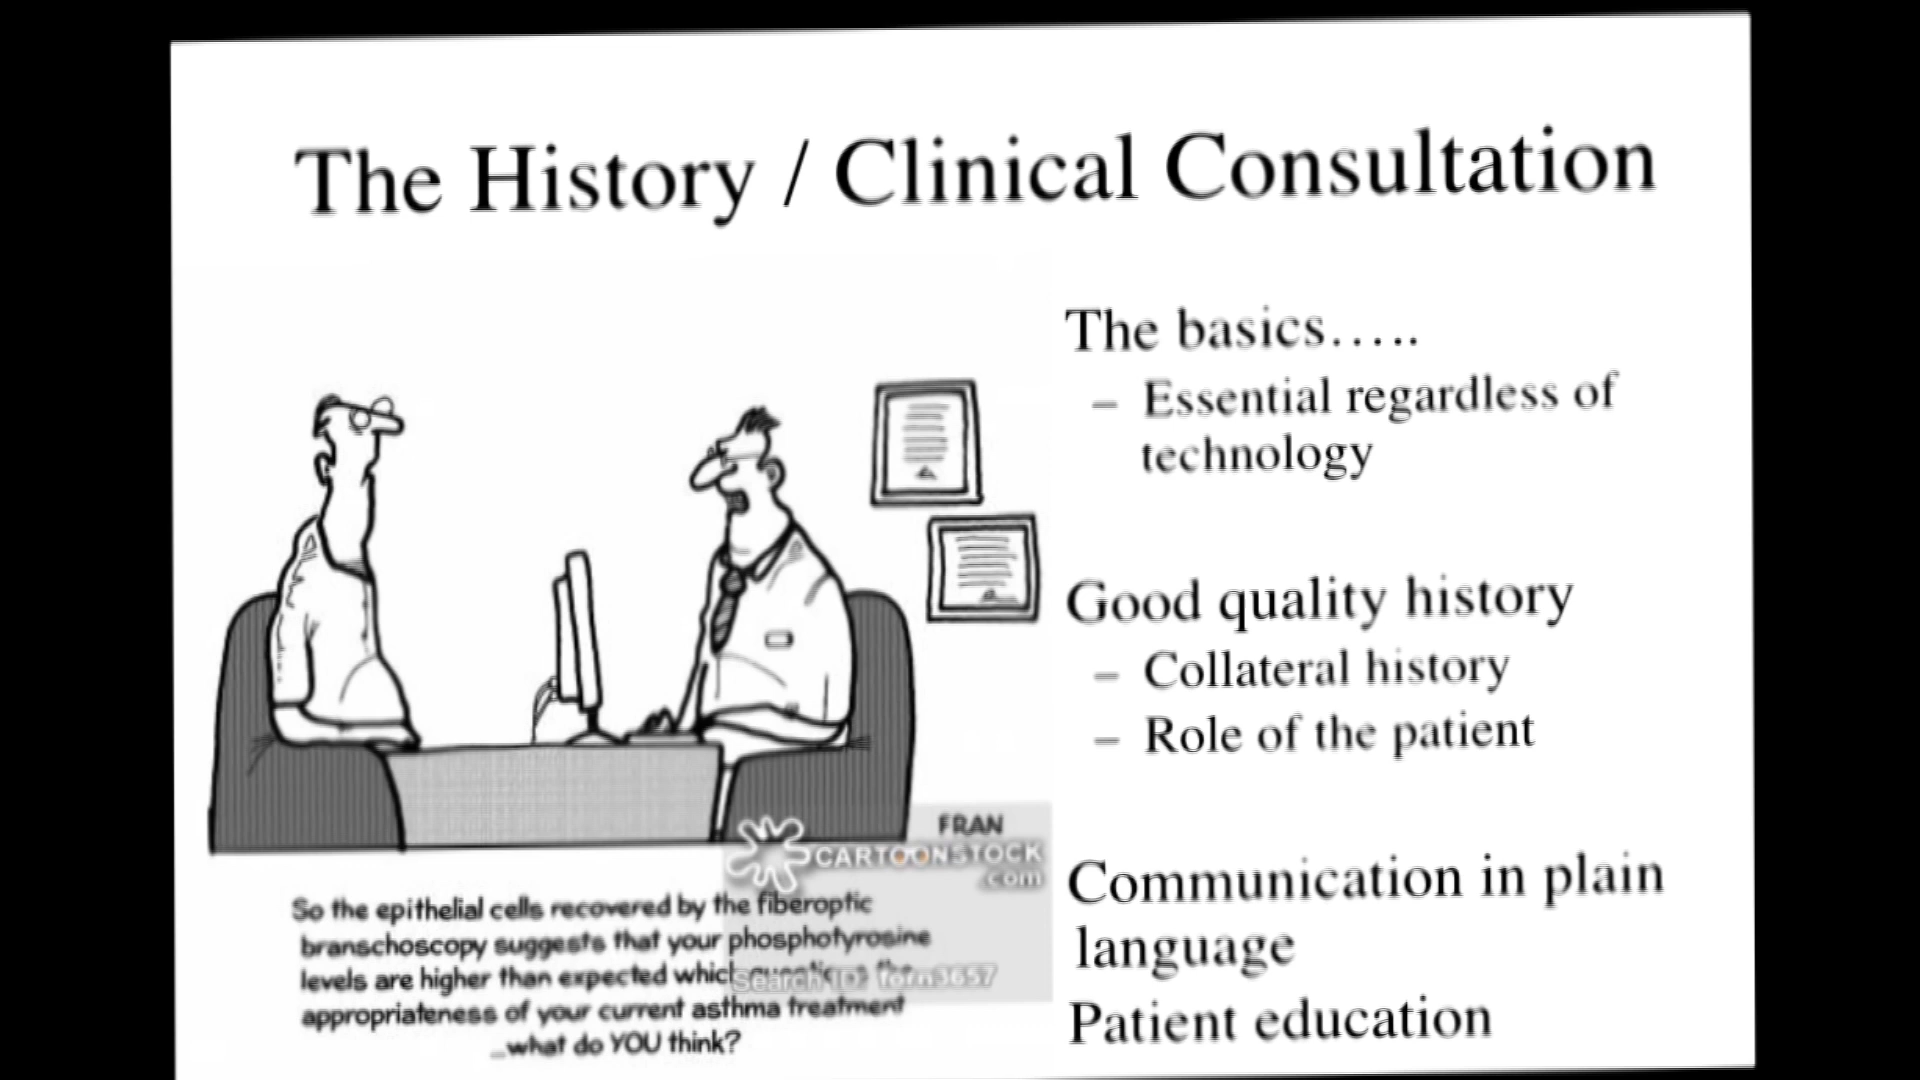 The History / Clinical Consultation
The basics.....
– Essential regardless of
technology
Good quality history
– Collateral history
– Role of the patient
Communication in plain
language
Patient education
FRAN
CARTOONSTOCK
.com
So the epithelial cells recovered by the fiberoptic
branschoscopy suggests that your phosphotyrosine
levels are higher than expected which the
Search ID: forn3657
appropriateness of your current asthma treatment
...what do YOU think?